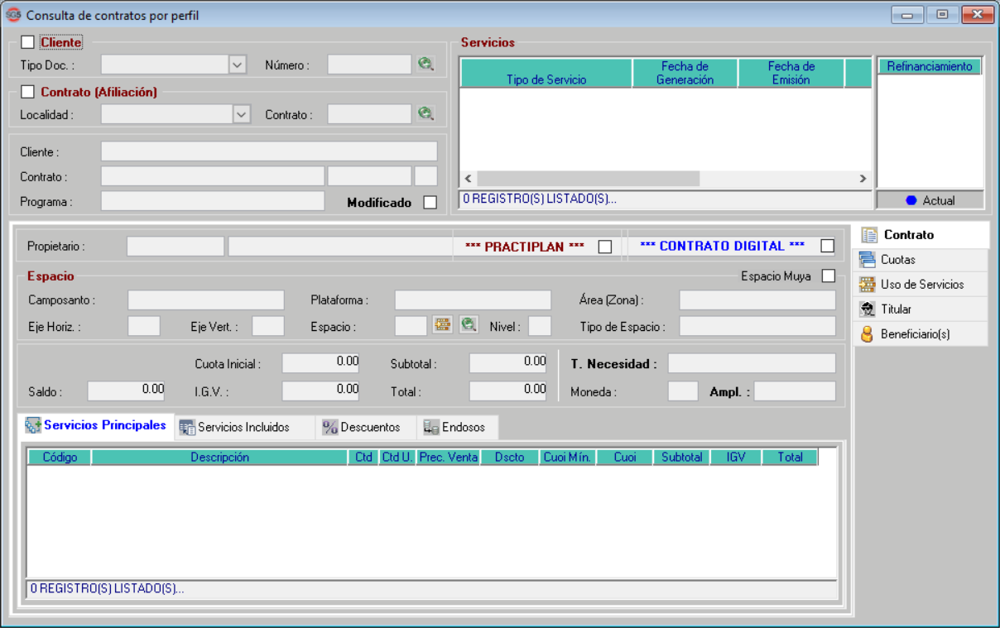 SG5 Consulta de contratos por perfil
Cliente
Tipo Doc. : Número :
Contrato (Afiliación)
Localidad : Contrato :
Cliente :
Contrato :
Programa : Modificado
Servicios
Tipo de Servicio Fecha de Generación Fecha de Emisión
0 REGISTRO(S) LISTADO(S)...
Refinanciamiento
Actual
Propietario : *** PRACTIPLAN *** *** CONTRATO DIGITAL ***
Espacio Espacio Muya
Camposanto : Plataforma : Área (Zona) :
Eje Horiz. : Eje Vert. : Espacio : Nivel : Tipo de Espacio :
Cuota Inicial : 0.00 Subtotal : 0.00 T. Necesidad :
Saldo : 0.00 I.G.V. : 0.00 Total : 0.00 Moneda : Ampl. :
Contrato
Cuotas
Uso de Servicios
Titular
Beneficiario(s)
Servicios Principales Servicios Incluidos Descuentos Endosos
Código Descripción Ctd Ctd U. Prec. Venta Dscto Cuoi Mín. Cuoi Subtotal IGV Total
0 REGISTRO(S) LISTADO(S)...